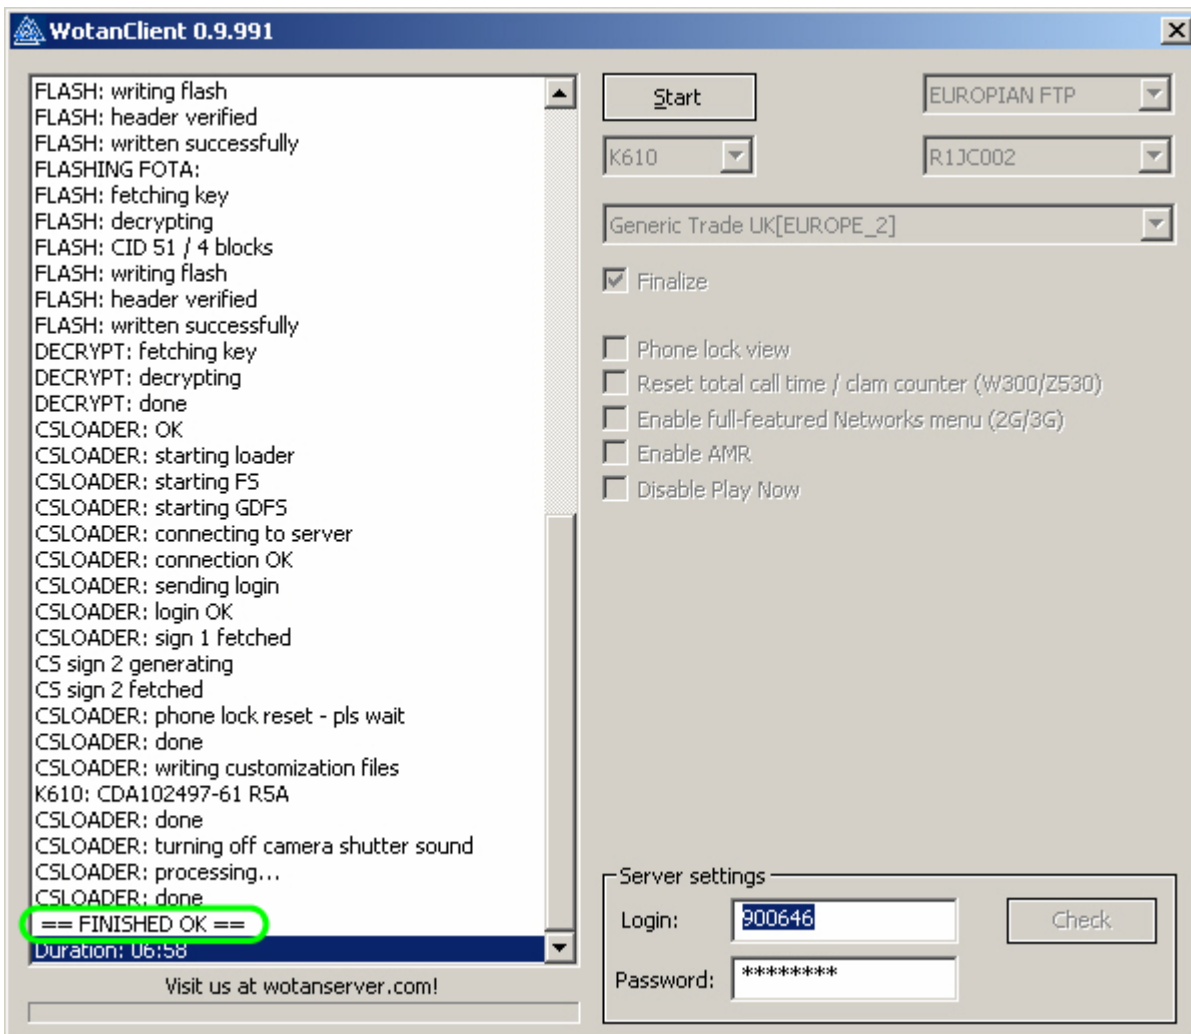 WotanClient 0.9.991
FLASH: writing flash
FLASH: header verified
FLASH: written successfully
FLASHING FOTA:
FLASH: fetching key
FLASH: decrypting
FLASH: CID 51 / 4 blocks
FLASH: writing flash
FLASH: header verified
FLASH: written successfully
DECRYPT: fetching key
DECRYPT: decrypting
DECRYPT: done
CSLOADER: OK
CSLOADER: starting loader
CSLOADER: starting FS
CSLOADER: starting GDFS
CSLOADER: connecting to server
CSLOADER: connection OK
CSLOADER: sending login
CSLOADER: login OK
CSLOADER: sign 1 fetched
CS sign 2 generating
CS sign 2 fetched
CSLOADER: phone lock reset - pls wait
CSLOADER: done
CSLOADER: writing customization files
K610: CDA102497-61 R5A
CSLOADER: done
CSLOADER: turning off camera shutter sound
CSLOADER: processing...
CSLOADER: done
== FINISHED OK ==
Duration: 06:58
Visit us at wotanserver.com!
Start
EUROPIAN FTP
K610
R1JC002
Generic Trade UK[EUROPE_2]
Finalize
Phone lock view
Reset total call time / clam counter (W300/Z530)
Enable full-featured Networks menu (2G/3G)
Enable AMR
Disable Play Now
Server settings
Login: 900646
Check
Password: ********